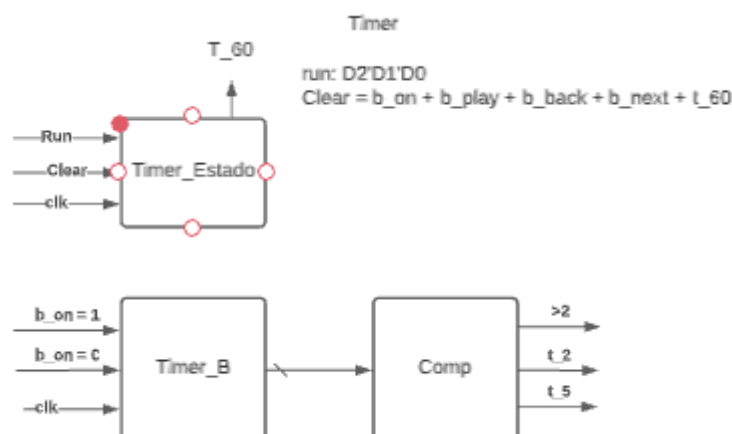 Timer
T_60
run: D2'D1'D0
Clear = b_on + b_play + b_back + b_next + t_60
Run
Clear
Timer_Estado
clk
b_on = 1
>2
b_on = 0
Timer_B
Comp
t_2
t_5
clk